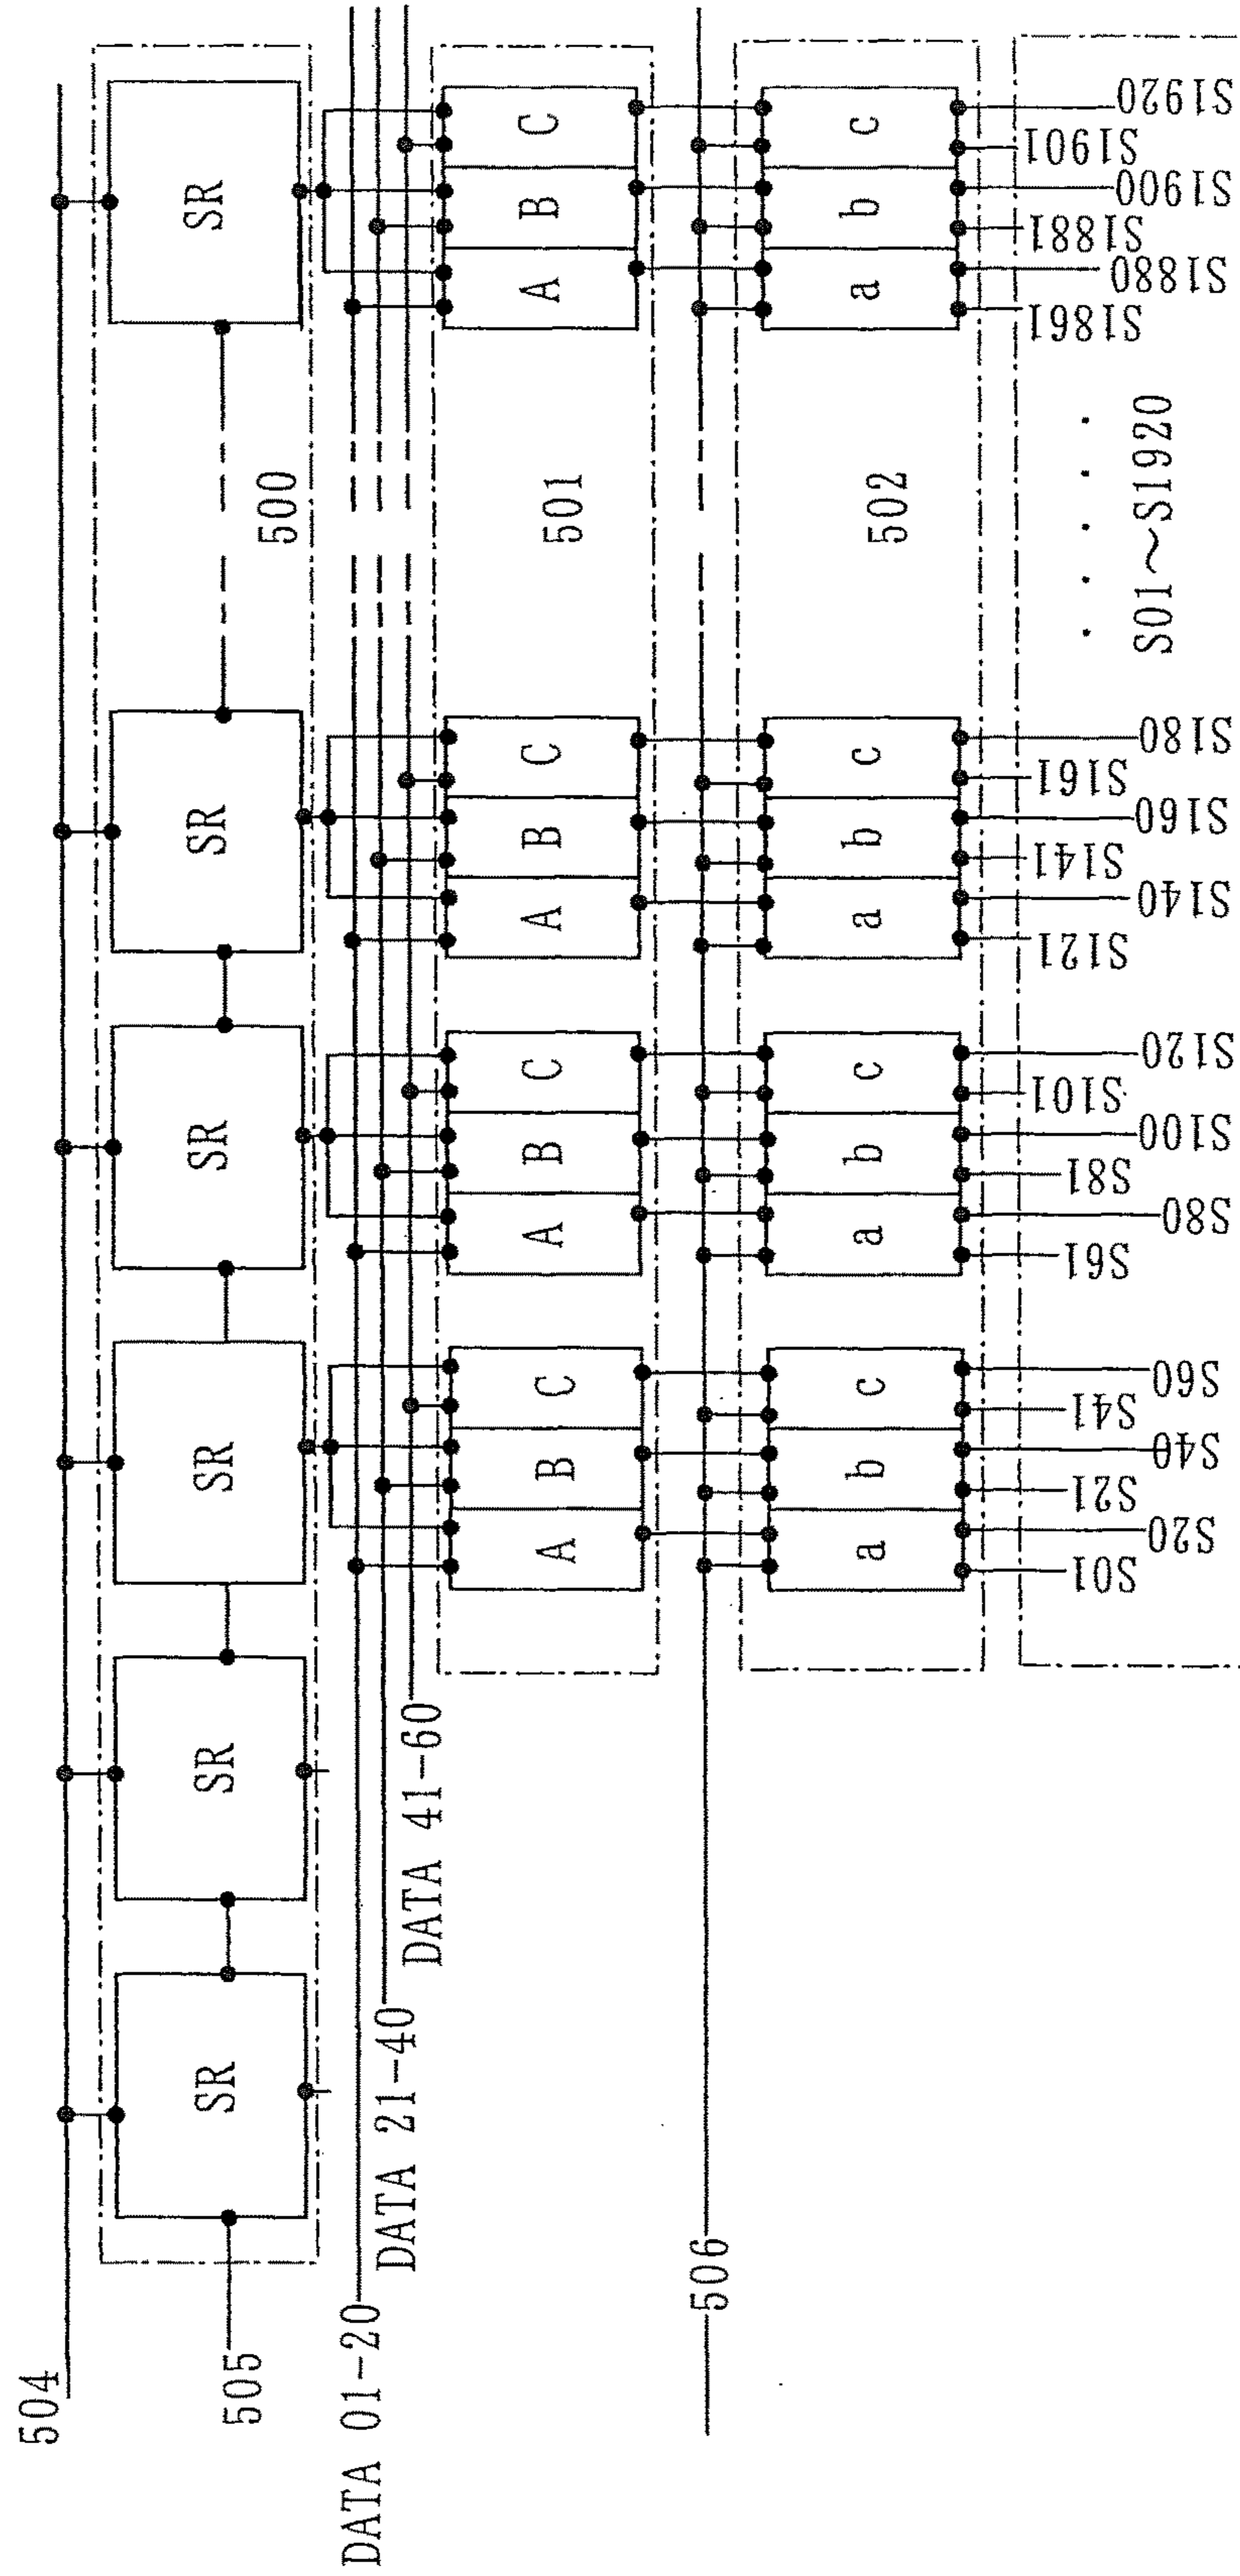 504
505
SR SR SR SR SR SR
500
DATA 01-20
DATA 21-40
DATA 41-60
A B C A B C A B C A B C
501
506
a b c a b c a b c a b c
502
S01 S20 S21 S40 S41 S60 S61 S80 S81 S100 S101 S120 S121 S140 S141 S160 S161 S180 S1861 S1880 S1881 S1900 S1901 S1920
S01~S1920